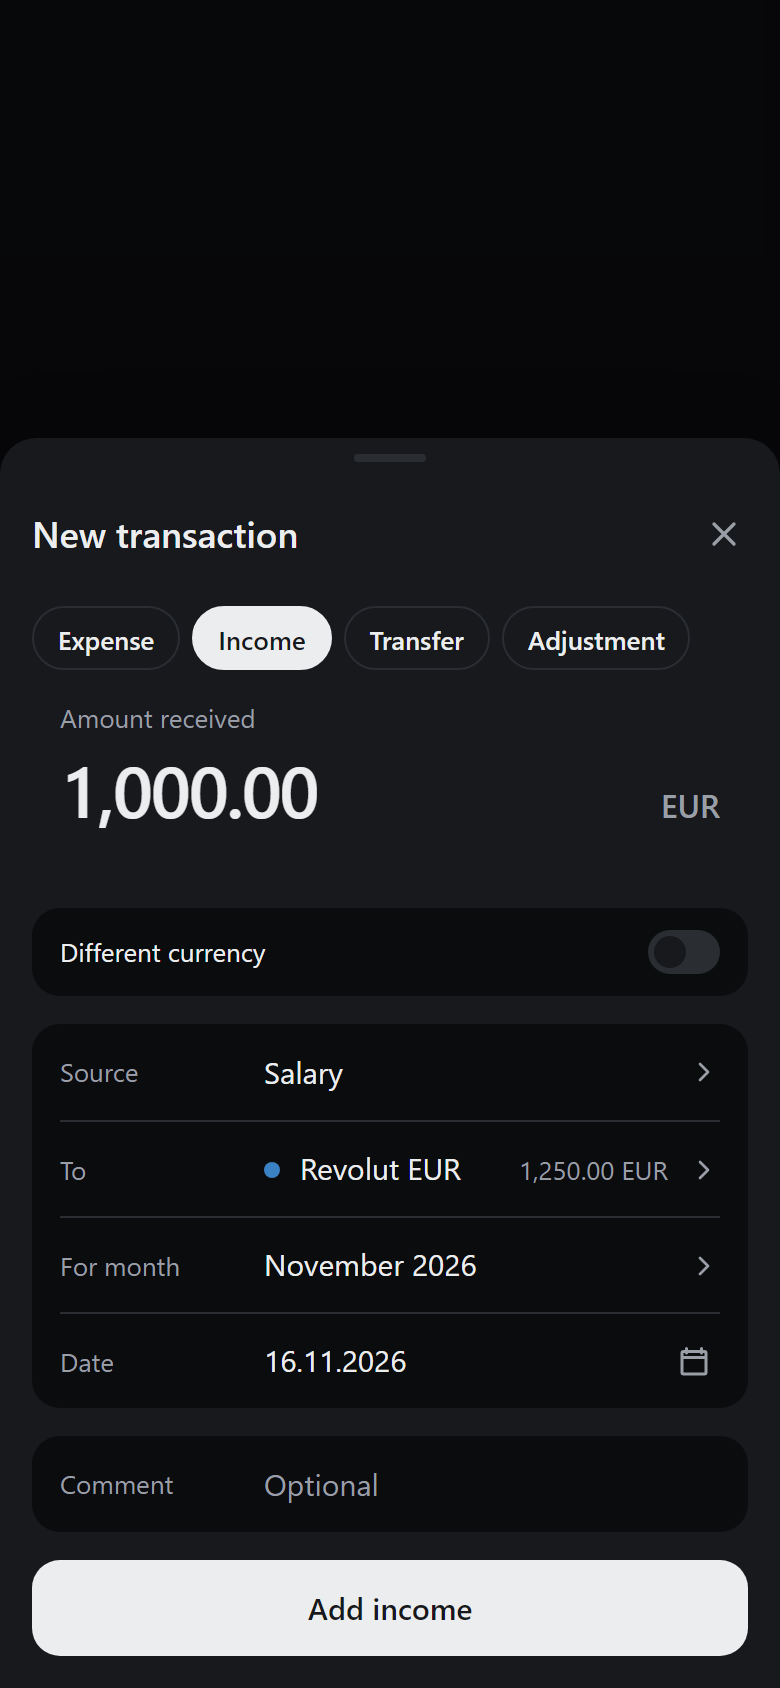 New transaction
Expense Income Transfer Adjustment
Amount received
1,000.00 EUR
Different currency
Source Salary
To Revolut EUR 1,250.00 EUR
For month November 2026
Date 16.11.2026
Comment Optional
Add income